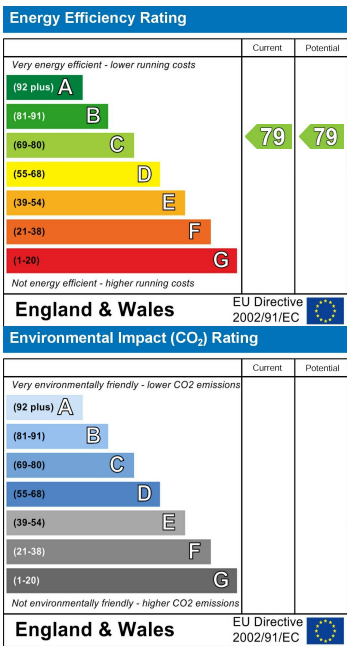 Energy Efficiency Rating
Current Potential
Very energy efficient - lower running costs
(92 plus) A
(81-91) B
(69-80) C 79 79
(55-68) D
(39-54) E
(21-38) F
(1-20) G
Not energy efficient - higher running costs
England & Wales
EU Directive
2002/91/EC
Environmental Impact (CO₂) Rating
Current Potential
Very environmentally friendly - lower CO2 emissions
(92 plus) A
(81-91) B
(69-80) C
(55-68) D
(39-54) E
(21-38) F
(1-20) G
Not environmentally friendly - higher CO2 emissions
England & Wales
EU Directive
2002/91/EC